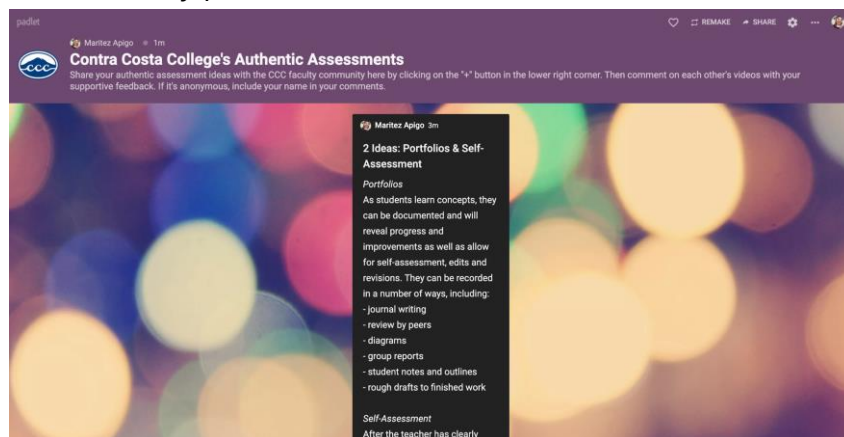 padlet
REMAKE
SHARE
Maritez Apigo 1m
Contra Costa College's Authentic Assessments
ccc
Share your authentic assessment ideas with the CCC faculty community here by clicking on the "+" button in the lower right corner. Then comment on each other's videos with your
supportive feedback. If it's anonymous, include your name in your comments.
Maritez Apigo 3m
2 Ideas: Portfolios & Self-
Assessment
Portfolios
As students learn concepts, they
can be documented and will
reveal progress and
improvements as well as allow
for self-assessment, edits and
revisions. They can be recorded
in a number of ways, including:
- journal writing
- review by peers
- diagrams
- group reports
- student notes and outlines
- rough drafts to finished work
Self-Assessment
After the teacher has clearly